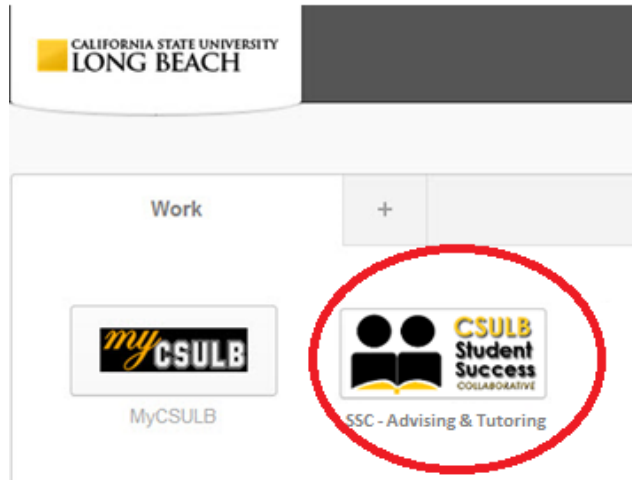 CALIFORNIA STATE UNIVERSITY
LONG BEACH
Work
+
myCSULB
MyCSULB
CSULB
Student
Success
COLLABORATIVE
SSC - Advising & Tutoring